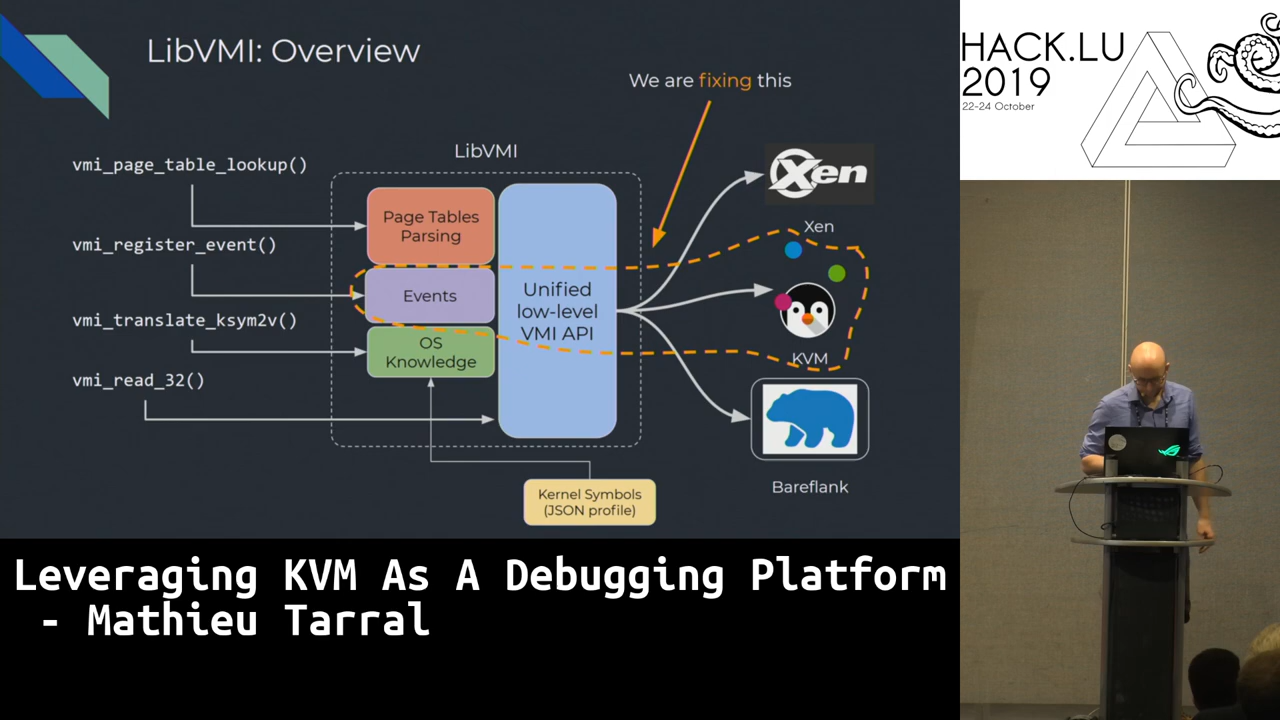 LibVMI: Overview
We are fixing this
LibVMI
vmi_page_table_lookup()
vmi_register_event()
vmi_translate_ksym2v()
vmi_read_32()
Page Tables
Parsing
Events
OS
Knowledge
Unified
low-level
VMI API
Xen
Xen
KVM
Bareflank
Kernel Symbols
(JSON profile)
HACK.LU
2019
22-24 October
Leveraging KVM As A Debugging Platform
- Mathieu Tarral